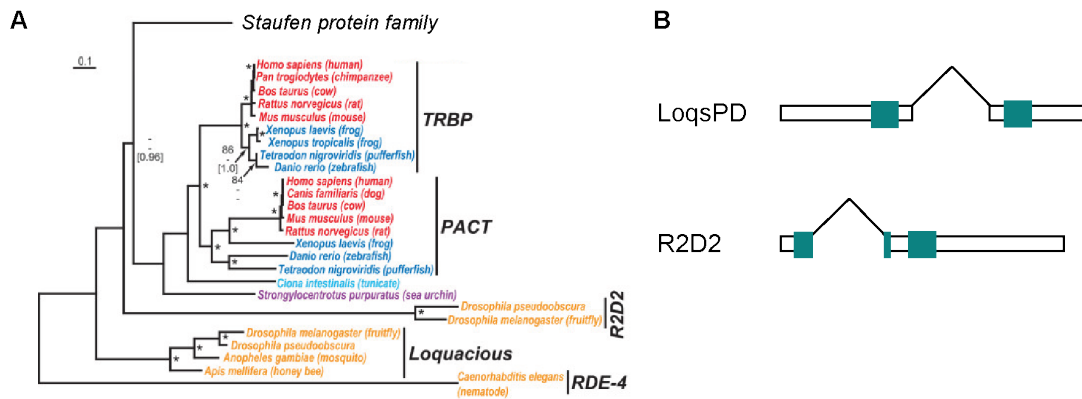 A
Staufen protein family
0.1
* Homo sapiens (human)
Pan troglodytes (chimpanzee)
Bos taurus (cow)
* Rattus norvegicus (rat)
* Mus musculus (mouse)
TRBP
Xenopus laevis (frog)
* Xenopus tropicalis (frog)
86
-
[1.0]
Tetraodon nigroviridis (pufferfish)
Danio rerio (zebrafish)
84
-
-
-
-
[0.96]
*
Homo sapiens (human)
* Canis familiaris (dog)
Bos taurus (cow)
* Mus musculus (mouse)
Rattus norvegicus (rat)
PACT
*
Xenopus laevis (frog)
*
Danio rerio (zebrafish)
* Tetraodon nigroviridis (pufferfish)
Ciona intestinalis (tunicate)
Strongylocentrotus purpuratus (sea urchin)
Drosophila pseudoobscura
* Drosophila melanogaster (fruitfly)
R2D2
Drosophila melanogaster (fruitfly)
* Drosophila pseudoobscura
* Anopheles gambiae (mosquito)
* Apis mellifera (honey bee)
Loquacious
Caenorhabditis elegans
(nematode)
RDE-4
B
LoqsPD
R2D2